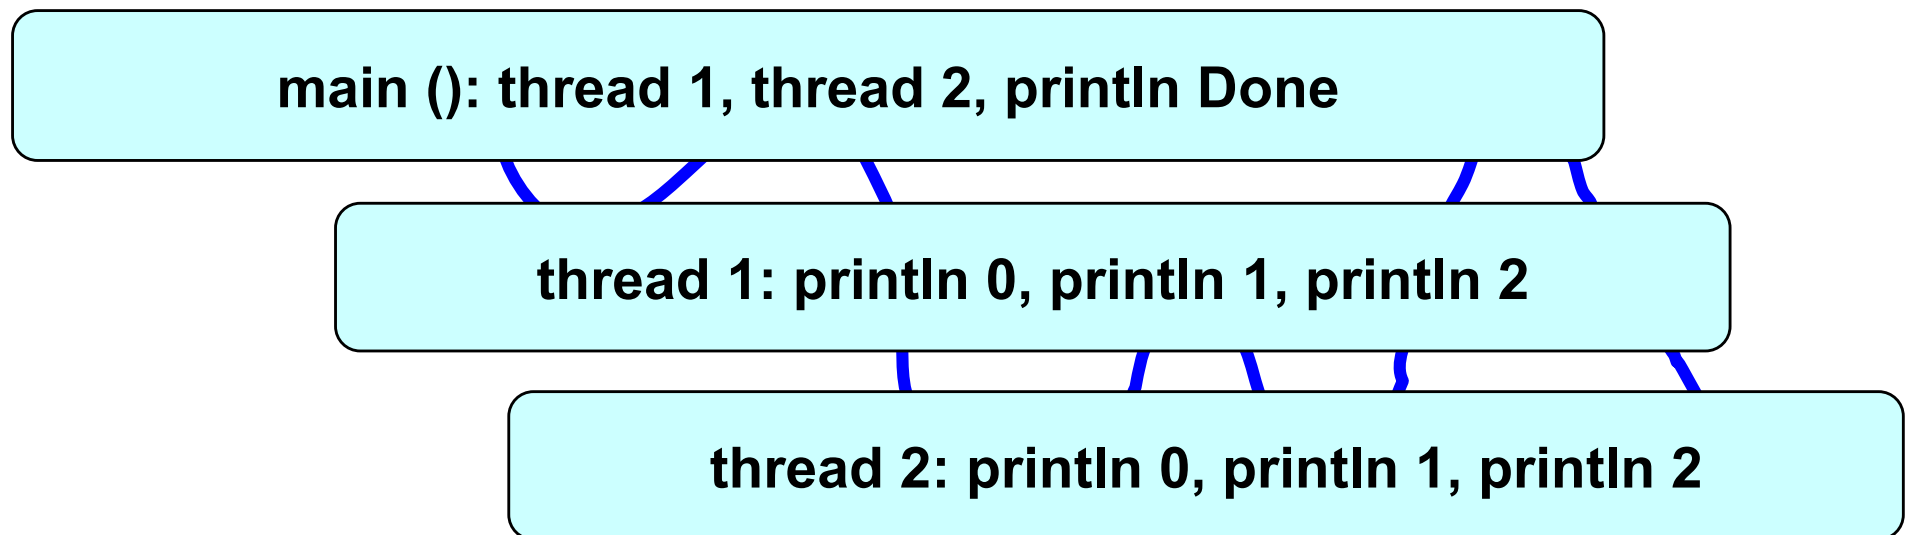 main (): thread 1, thread 2, println Done
thread 1: println 0, println 1, println 2
thread 2: println 0, println 1, println 2